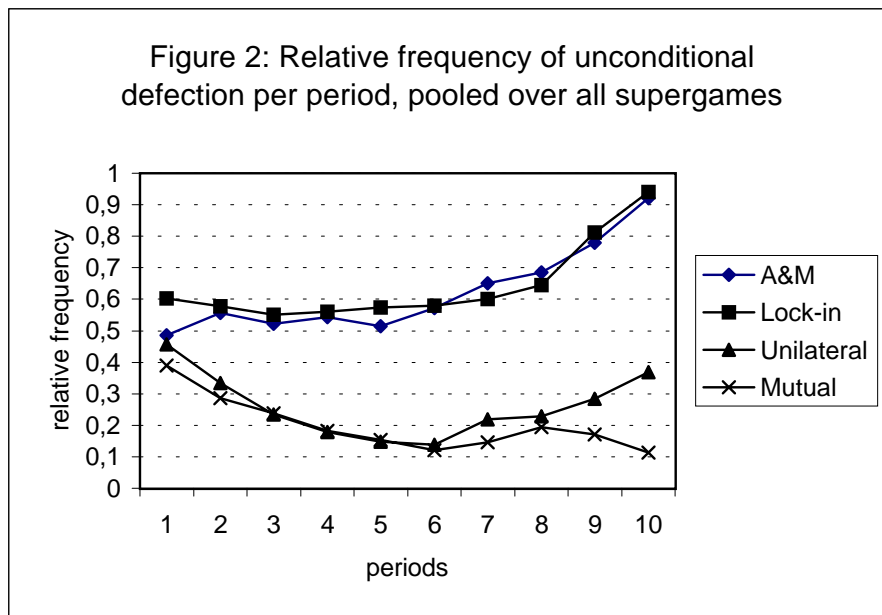 Figure 2: Relative frequency of unconditional
defection per period, pooled over all supergames
relative frequency
1
0,9
0,8
0,7
0,6
0,5
0,4
0,3
0,2
0,1
0
1 2 3 4 5 6 7 8 9 10
periods
A&M
Lock-in
Unilateral
Mutual